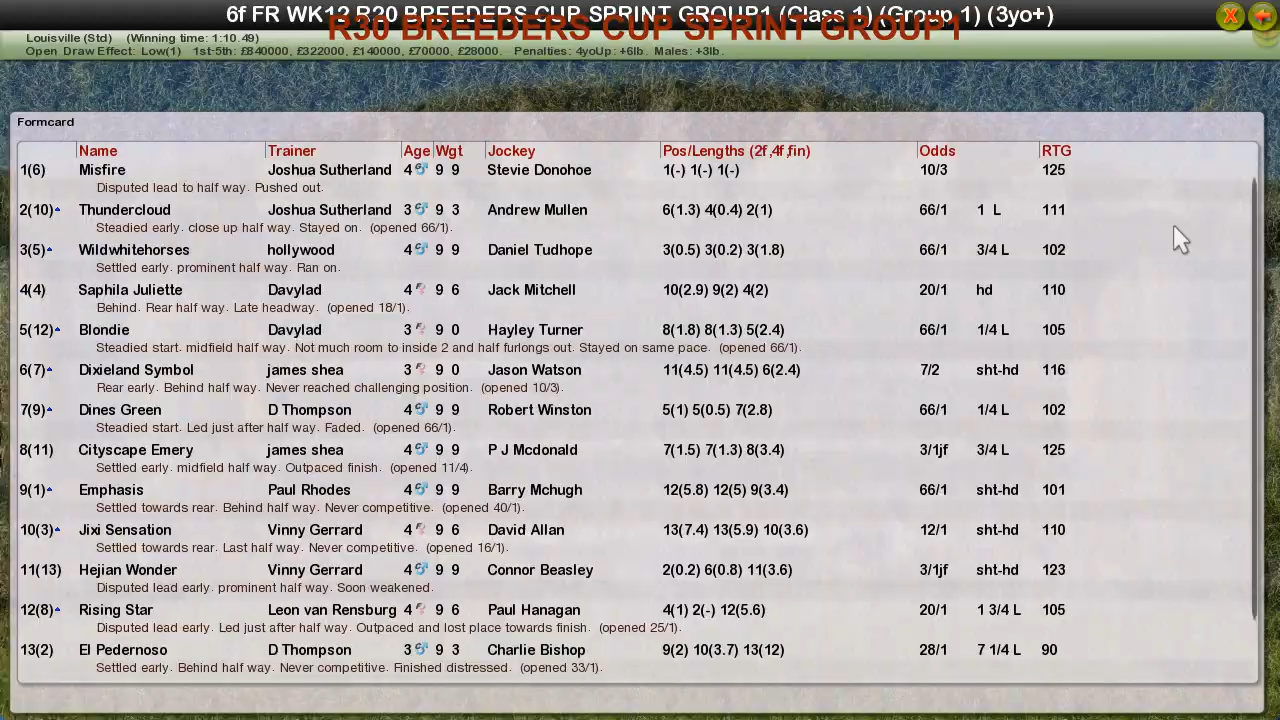 6f FR WK12 R20 BREEDERS CUP SPRINT GROUP1 (Class 1) (Group 1) (3yo+)
R30 BREEDERS CUP SPRINT GROUP1
Louisville (Std) (Winning time: 1:10.49)
Open Draw Effect: Low(1) 1st-5th: £840000, £322000, £140000, £70000, £28000. Penalties: 4yoUp: +6lb. Males: +3lb.
Formcard
Name Trainer Age Wgt Jockey Pos/Lengths (2f,4f,fin) Odds RTG
1(6) Misfire Joshua Sutherland 4 9 9 Stevie Donohoe 1(-) 1(-) 1(-) 10/3 125
Disputed lead to half way. Pushed out.
2(10) Thundercloud Joshua Sutherland 3 9 3 Andrew Mullen 6(1.3) 4(0.4) 2(1) 66/1 1 L 111
Steadied early. close up half way. Stayed on. (opened 66/1).
3(5) Wildwhitehorses hollywood 4 9 9 Daniel Tudhope 3(0.5) 3(0.2) 3(1.8) 66/1 3/4 L 102
Settled early. prominent half way. Ran on.
4(4) Saphila Juliette Davylad 4 9 6 Jack Mitchell 10(2.9) 9(2) 4(2) 20/1 hd 110
Behind. Rear half way. Late headway. (opened 18/1).
5(12) Blondie Davylad 3 9 0 Hayley Turner 8(1.8) 8(1.3) 5(2.4) 66/1 1/4 L 105
Steadied start. midfield half way. Not much room to inside 2 and half furlongs out. Stayed on same pace. (opened 66/1).
6(7) Dixieland Symbol james shea 3 9 0 Jason Watson 11(4.5) 11(4.5) 6(2.4) 7/2 sht-hd 116
Rear early. Behind half way. Never reached challenging position. (opened 10/3).
7(9) Dines Green D Thompson 4 9 9 Robert Winston 5(1) 5(0.5) 7(2.8) 66/1 1/4 L 102
Steadied start. Led just after half way. Faded. (opened 66/1).
8(11) Cityscape Emery james shea 4 9 9 P J Mcdonald 7(1.5) 7(1.3) 8(3.4) 3/1jf 3/4 L 125
Settled early. midfield half way. Outpaced finish. (opened 11/4).
9(1) Emphasis Paul Rhodes 4 9 9 Barry Mchugh 12(5.8) 12(5) 9(3.4) 66/1 sht-hd 101
Settled towards rear. Behind half way. Never competitive. (opened 40/1).
10(3) Jixi Sensation Vinny Gerrard 4 9 6 David Allan 13(7.4) 13(5.9) 10(3.6) 12/1 sht-hd 110
Settled towards rear. Last half way. Never competitive. (opened 16/1).
11(13) Hejian Wonder Vinny Gerrard 4 9 9 Connor Beasley 2(0.2) 6(0.8) 11(3.6) 3/1jf sht-hd 123
Disputed lead early. prominent half way. Soon weakened.
12(8) Rising Star Leon van Rensburg 4 9 6 Paul Hanagan 4(1) 2(-) 12(5.6) 20/1 1 3/4 L 105
Disputed lead early. Led just after half way. Outpaced and lost place towards finish. (opened 25/1).
13(2) El Pedernoso D Thompson 3 9 3 Charlie Bishop 9(2) 10(3.7) 13(12) 28/1 7 1/4 L 90
Settled early. Behind half way. Never competitive. Finished distressed. (opened 33/1).